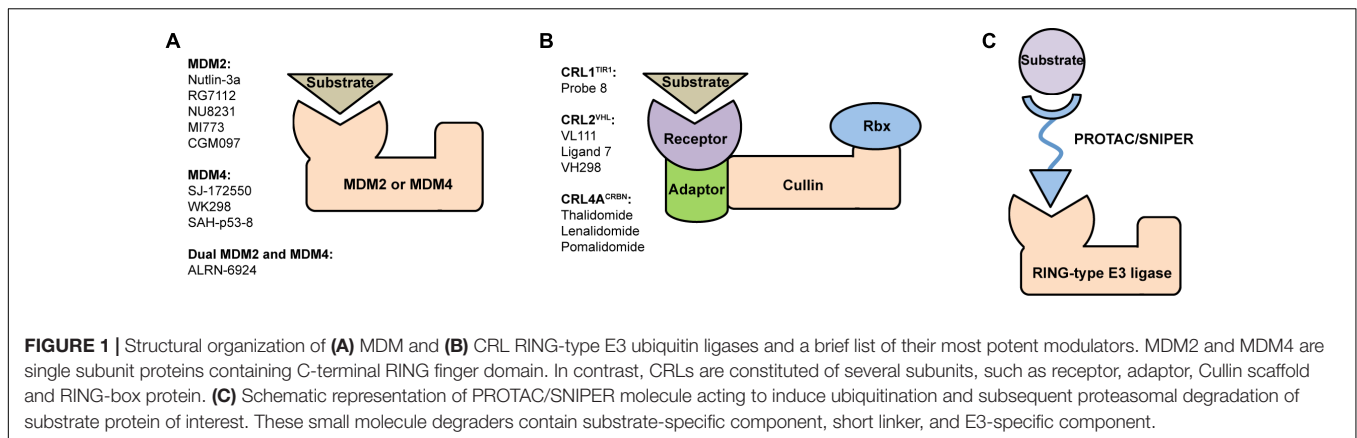 A
MDM2:
Nutlin-3a
RG7112
NU8231
MI773
CGM097
MDM4:
SJ-172550
WK298
SAH-p53-8
Dual MDM2 and MDM4:
ALRN-6924
Substrate
MDM2 or MDM4
B
CRL1TIR1:
Probe 8
CRL2VHL:
VL111
Ligand 7
VH298
CRL4ACRBN:
Thalidomide
Lenalidomide
Pomalidomide
Substrate
Receptor
Adaptor
Cullin
Rbx
C
Substrate
PROTAC/SNIPER
RING-type E3 ligase
FIGURE 1 | Structural organization of (A) MDM and (B) CRL RING-type E3 ubiquitin ligases and a brief list of their most potent modulators. MDM2 and MDM4 are
single subunit proteins containing C-terminal RING finger domain. In contrast, CRLs are constituted of several subunits, such as receptor, adaptor, Cullin scaffold
and RING-box protein. (C) Schematic representation of PROTAC/SNIPER molecule acting to induce ubiquitination and subsequent proteasomal degradation of
substrate protein of interest. These small molecule degraders contain substrate-specific component, short linker, and E3-specific component.